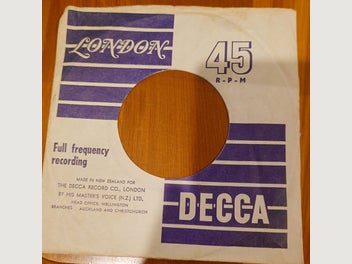 LONDON
45
R-P-M
Full frequency
recording
MADE IN NEW ZEALAND FOR
THE DECCA RECORD CO., LONDON
BY HIS MASTER'S VOICE (N.Z.) LTD.
HEAD OFFICE: WELLINGTON
BRANCHES: AUCKLAND AND CHRISTCHURCH
DECCA